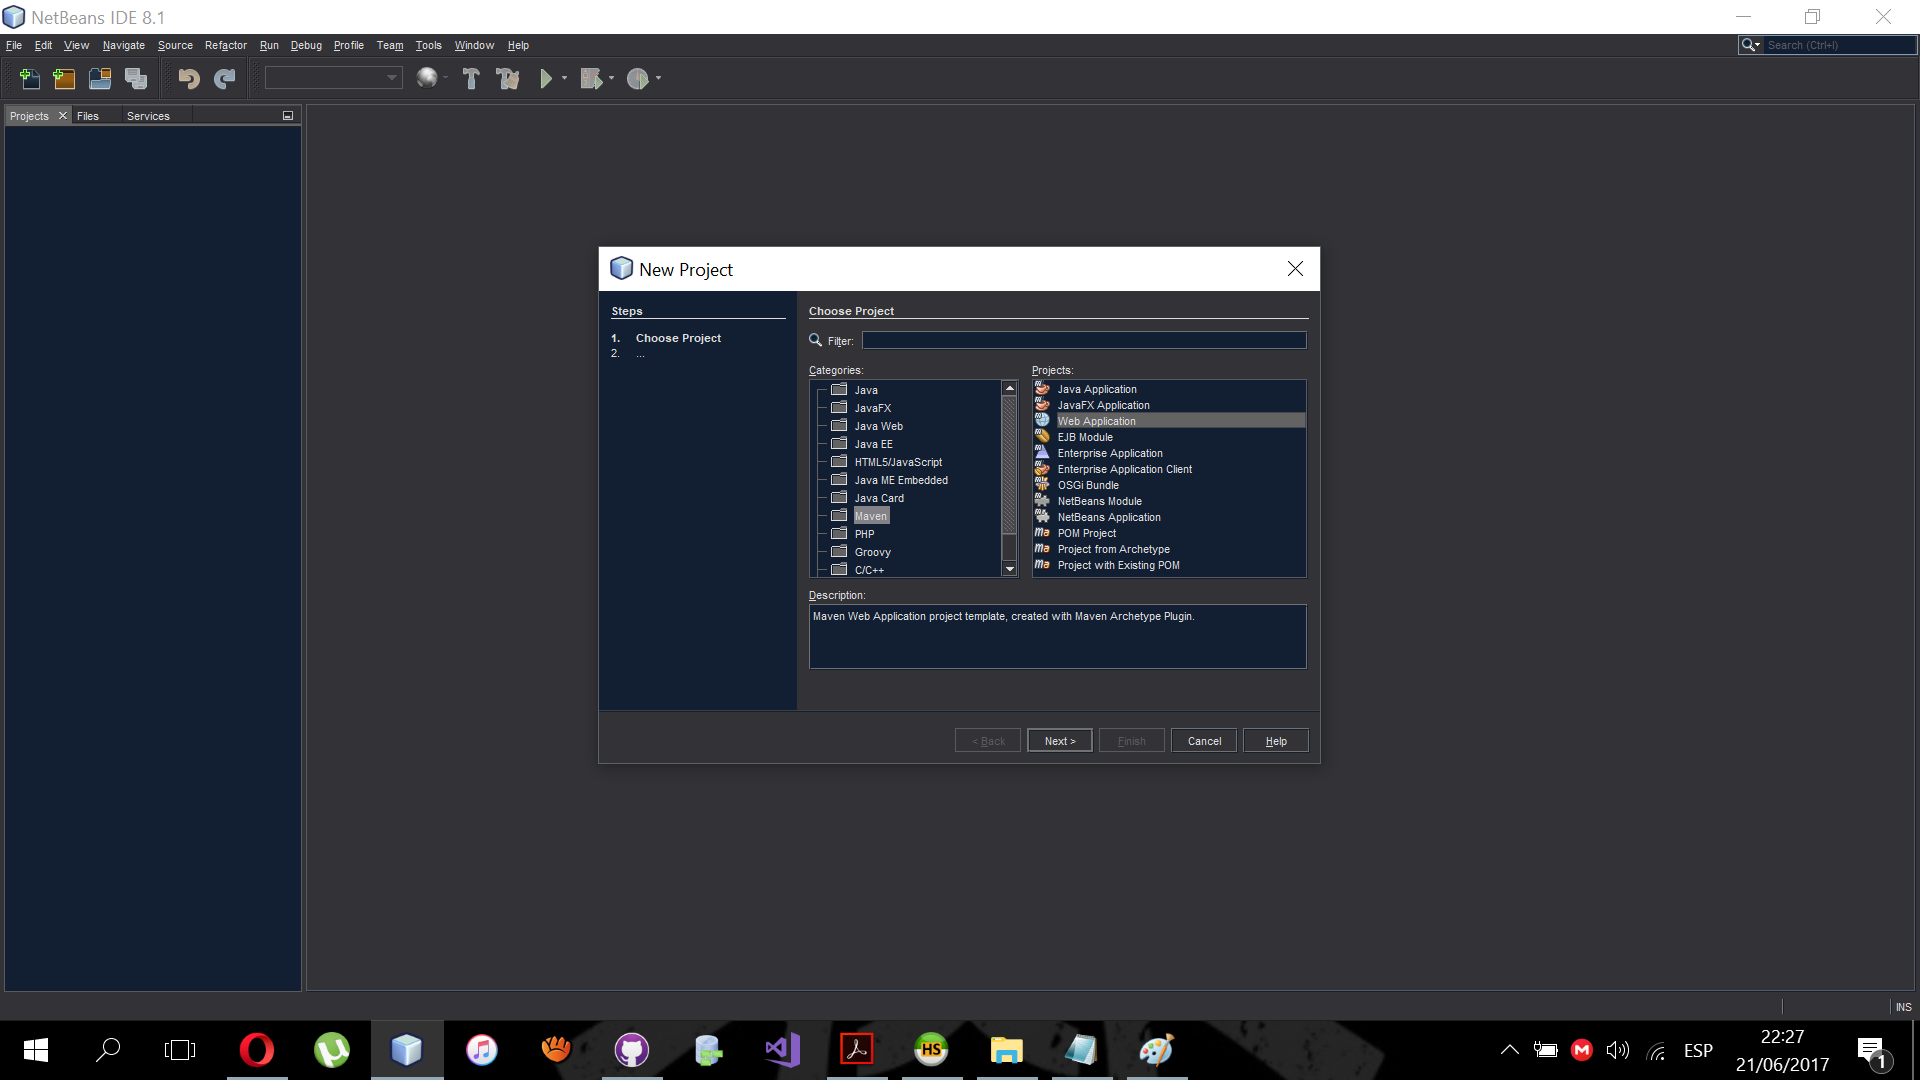 NetBeans IDE 8.1
File Edit View Navigate Source Refactor Run Debug Profile Team Tools Window Help
Search (Ctrl+I)
Projects Files Services
New Project
Steps
1. Choose Project
2. ...
Choose Project
Filter:
Categories:
Java
JavaFX
Java Web
Java EE
HTML5/JavaScript
Java ME Embedded
Java Card
Maven
PHP
Groovy
C/C++
Projects:
Java Application
JavaFX Application
Web Application
EJB Module
Enterprise Application
Enterprise Application Client
OSGi Bundle
NetBeans Module
NetBeans Application
POM Project
Project from Archetype
Project with Existing POM
Description:
Maven Web Application project template, created with Maven Archetype Plugin.
< Back Next > Finish Cancel Help
INS
HS
M
ESP
22:27
21/06/2017
1